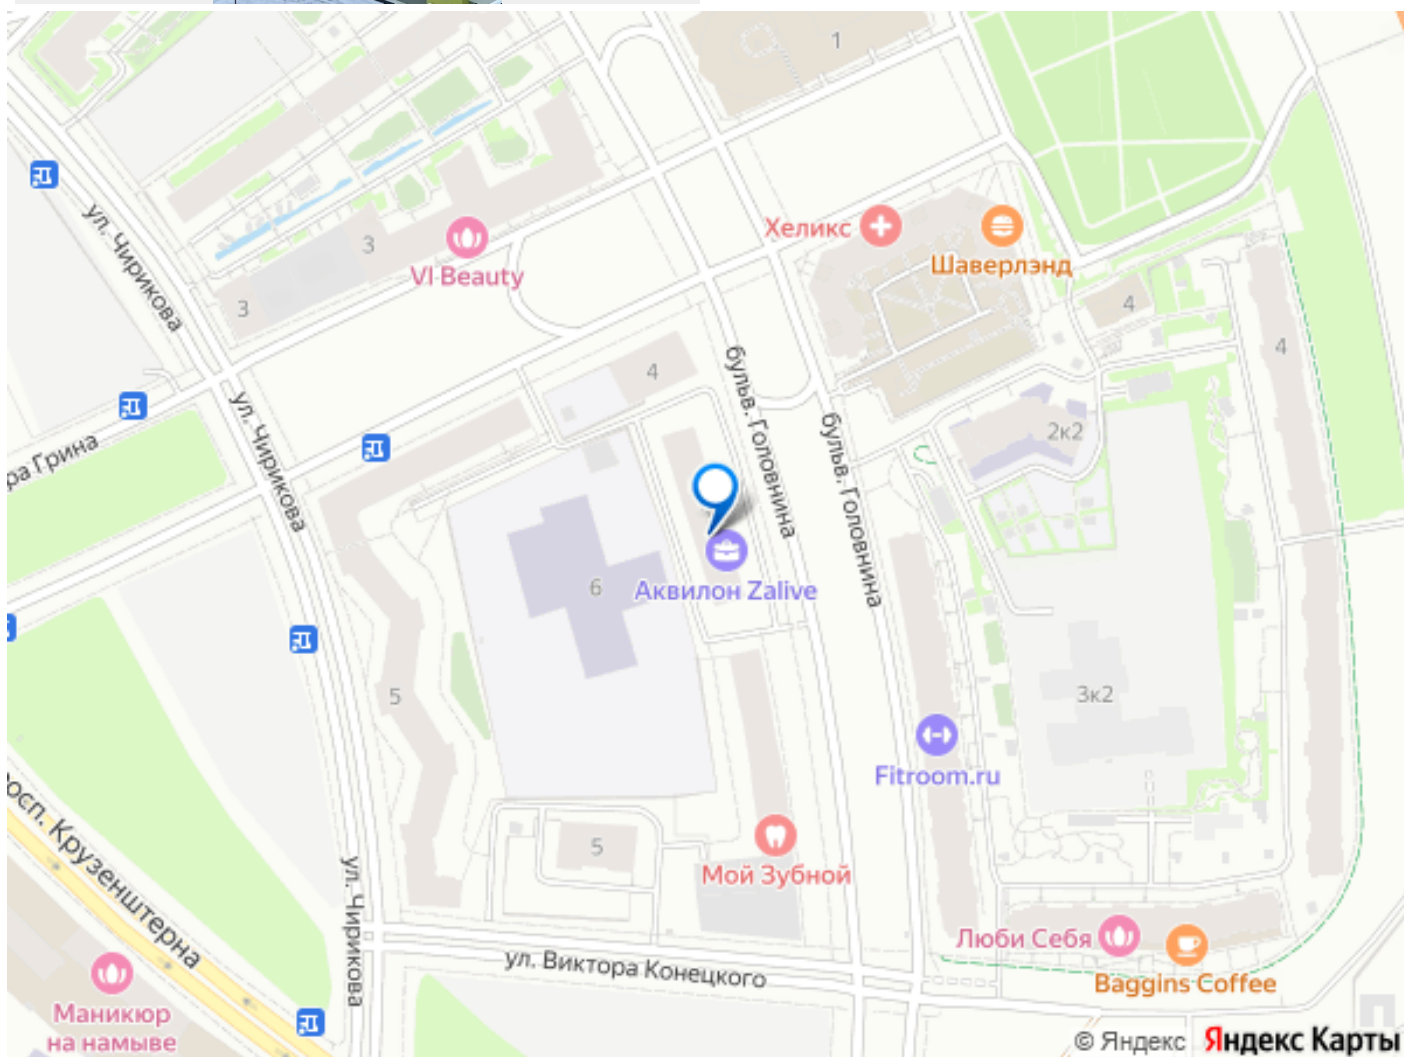 1
ул. Чирикова
3
VI Beauty
3
Хеликс
Шаверлэнд
4
4
4
бульв. Головнина
бульв. Головнина
ул. Чирикова
ра Грина
2к2
Аквилон Zalive
6
5
3к2
Fitroom.ru
осп. Крузенштерна
5
Мой Зубной
ул. Чирикова
ул. Виктора Конецкого
Люби Себя
Baggins Coffee
Маникюр
на намыве
© Яндекс Яндекс Карты